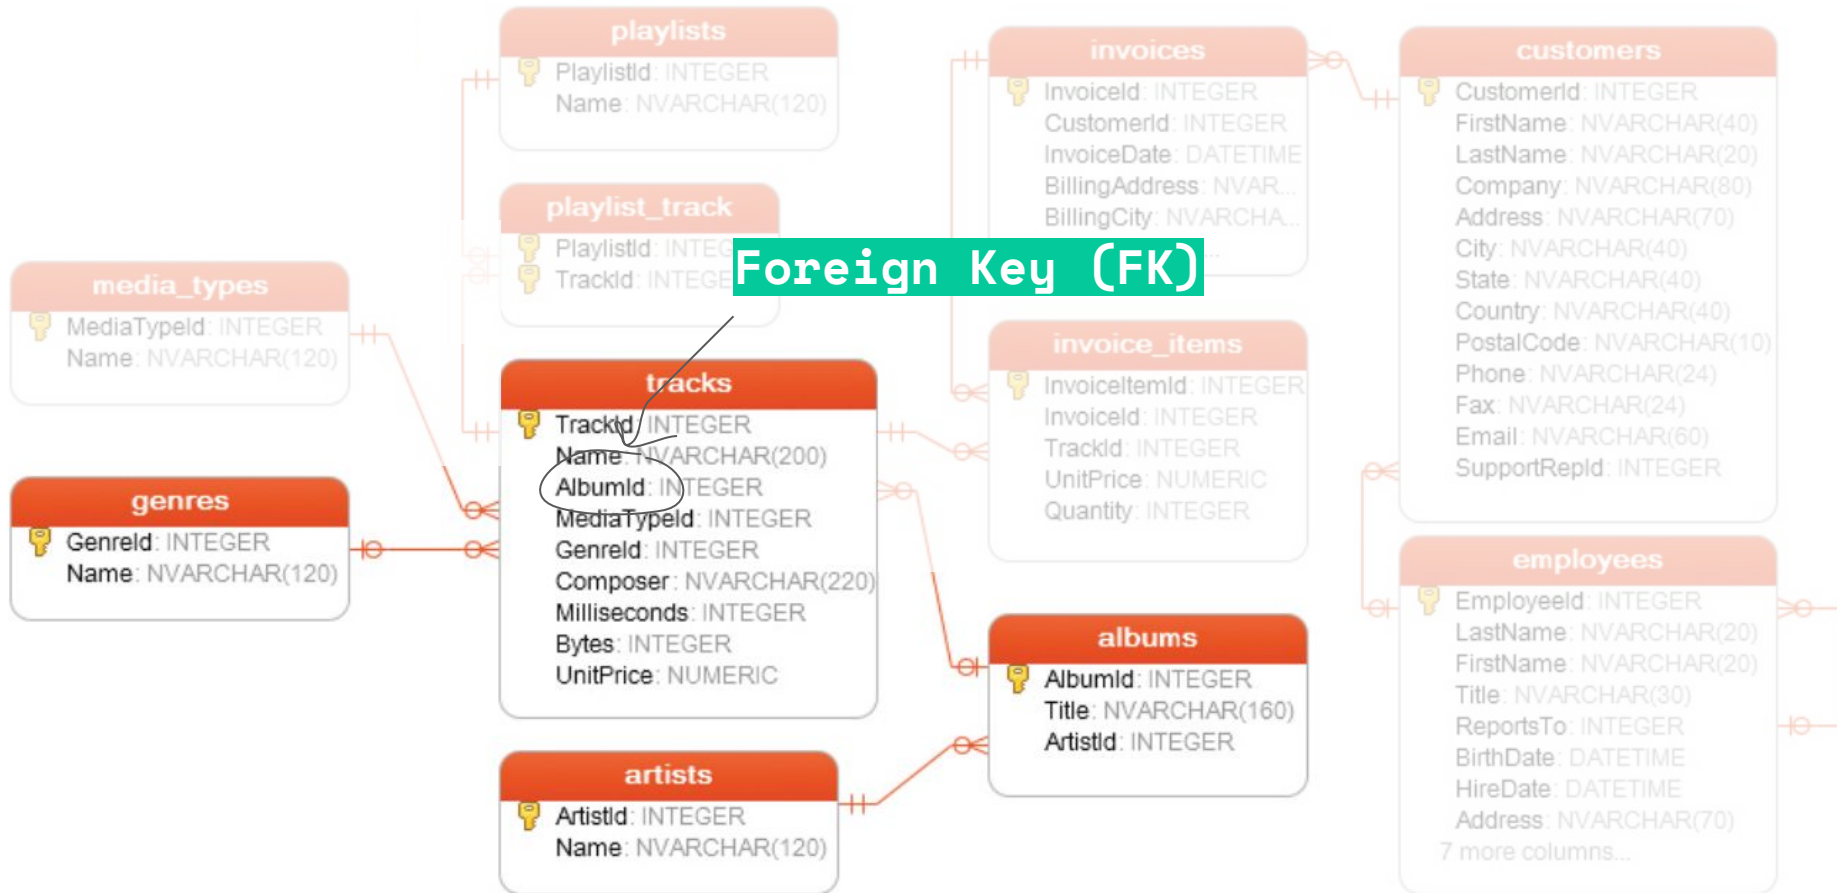 playlists
PlaylistId: INTEGER
Name: NVARCHAR(120)
playlist_track
PlaylistId: INTEG
TrackId: INTEGE
media_types
MediaTypeId: INTEGER
Name: NVARCHAR(120)
genres
GenreId: INTEGER
Name: NVARCHAR(120)
Foreign Key (FK)
tracks
TrackId: INTEGER
Name: NVARCHAR(200)
AlbumId: INTEGER
MediaTypeId: INTEGER
GenreId: INTEGER
Composer: NVARCHAR(220)
Milliseconds: INTEGER
Bytes: INTEGER
UnitPrice: NUMERIC
artists
ArtistId: INTEGER
Name: NVARCHAR(120)
invoices
InvoiceId: INTEGER
CustomerId: INTEGER
InvoiceDate: DATETIME
BillingAddress: NVAR...
BillingCity: NVARCHA...
invoice_items
InvoiceItemId: INTEGER
InvoiceId: INTEGER
TrackId: INTEGER
UnitPrice: NUMERIC
Quantity: INTEGER
albums
AlbumId: INTEGER
Title: NVARCHAR(160)
ArtistId: INTEGER
customers
CustomerId: INTEGER
FirstName: NVARCHAR(40)
LastName: NVARCHAR(20)
Company: NVARCHAR(80)
Address: NVARCHAR(70)
City: NVARCHAR(40)
State: NVARCHAR(40)
Country: NVARCHAR(40)
PostalCode: NVARCHAR(10)
Phone: NVARCHAR(24)
Fax: NVARCHAR(24)
Email: NVARCHAR(60)
SupportRepId: INTEGER
employees
EmployeeId: INTEGER
LastName: NVARCHAR(20)
FirstName: NVARCHAR(20)
Title: NVARCHAR(30)
ReportsTo: INTEGER
BirthDate: DATETIME
HireDate: DATETIME
Address: NVARCHAR(70)
7 more columns...